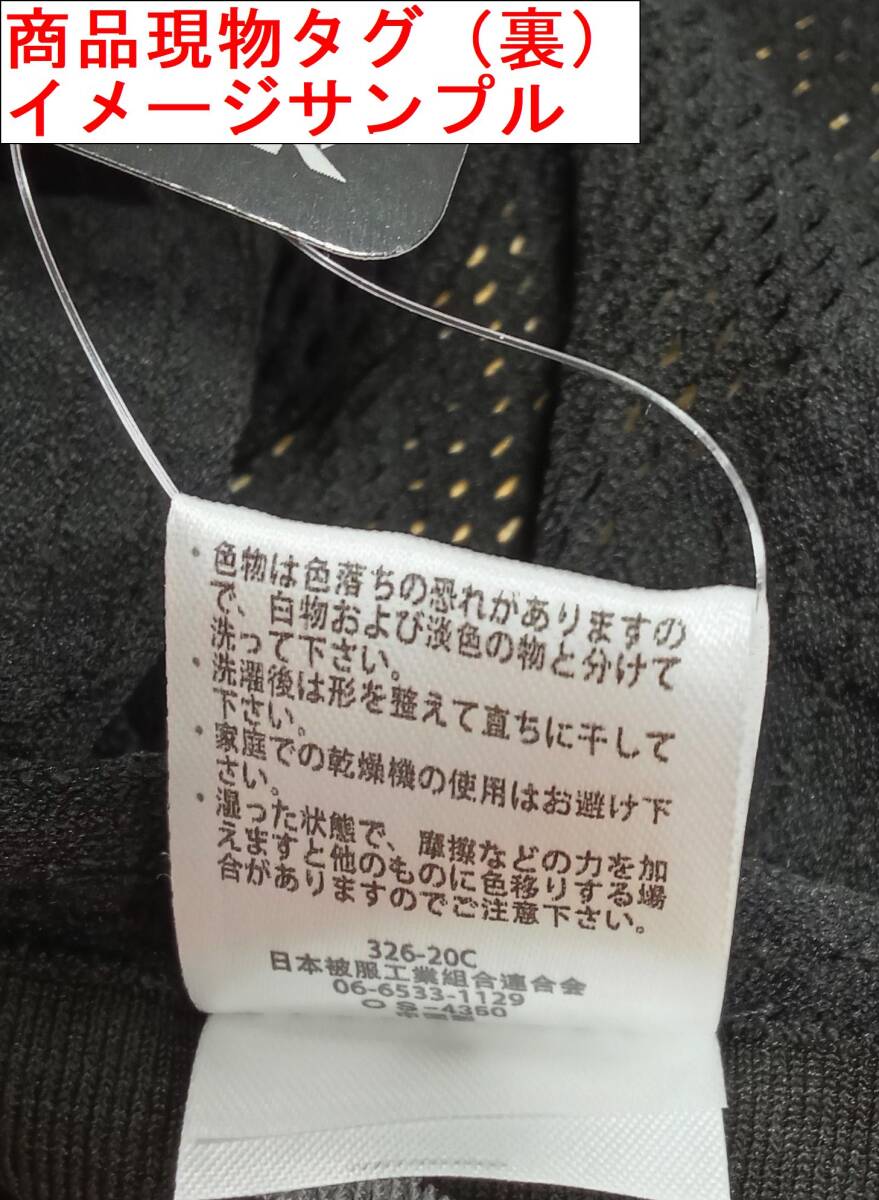 商品現物タグ（裏）
イメージサンプル
・色物は色落ちの恐れがありますの
で、白物および淡色の物と分けて
洗って下さい。
・洗濯後は形を整えて直ちに干して
下さい。
・家庭での乾燥機の使用はお避け下
さい。
・湿った状態で、摩擦などの力を加
えますと他のものに色移りする場
合がありますのでご注意下さい。
326-20C
日本被服工業組合連合会
06-6533-1129
OS-4350